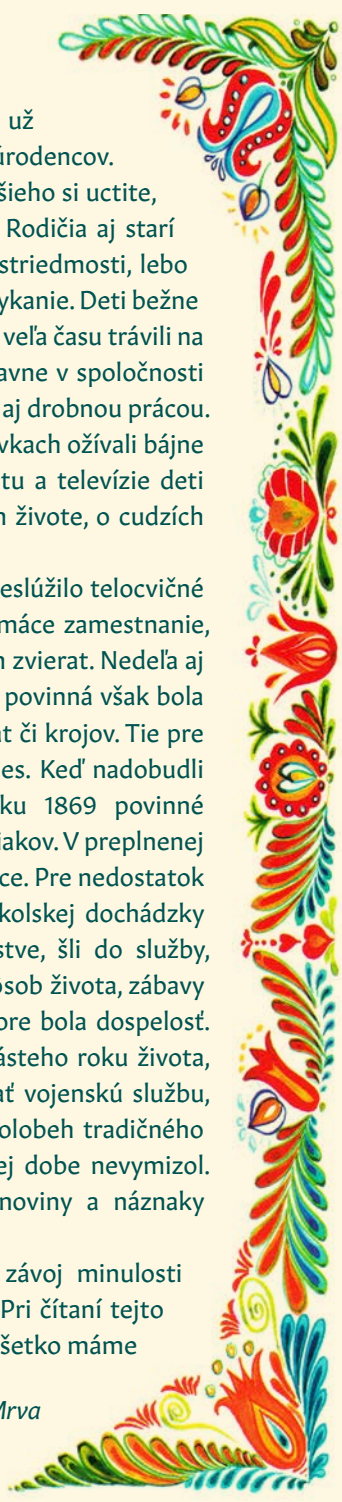 už
úrodencov.
šieho si uctite,
Rodičia aj starí
striedmosti, lebo
ykanie. Deti bežne
veľa času trávili na
avne v spoločnosti
aj drobnou prácou.
vkach ožívali bájne
tu a televízie deti
n živote, o cudzích
eslúžilo telocvičné
máce zamestnanie,
n zvierat. Nedeľa aj
povinná však bola
at či krojov. Tie pre
es. Keď nadobudli
ku 1869 povinné
iakov. V preplnenej
ce. Pre nedostatok
kolskej dochádzky
stve, šli do služby,
ôsob života, zábavy
ore bola dospelosť.
ásteho roku života,
ať vojenskú službu,
olobeh tradičného
ej dobe nevymizol.
noviny a náznaky
závoj minulosti
Pri čítaní tejto
šetko máme
Mrva